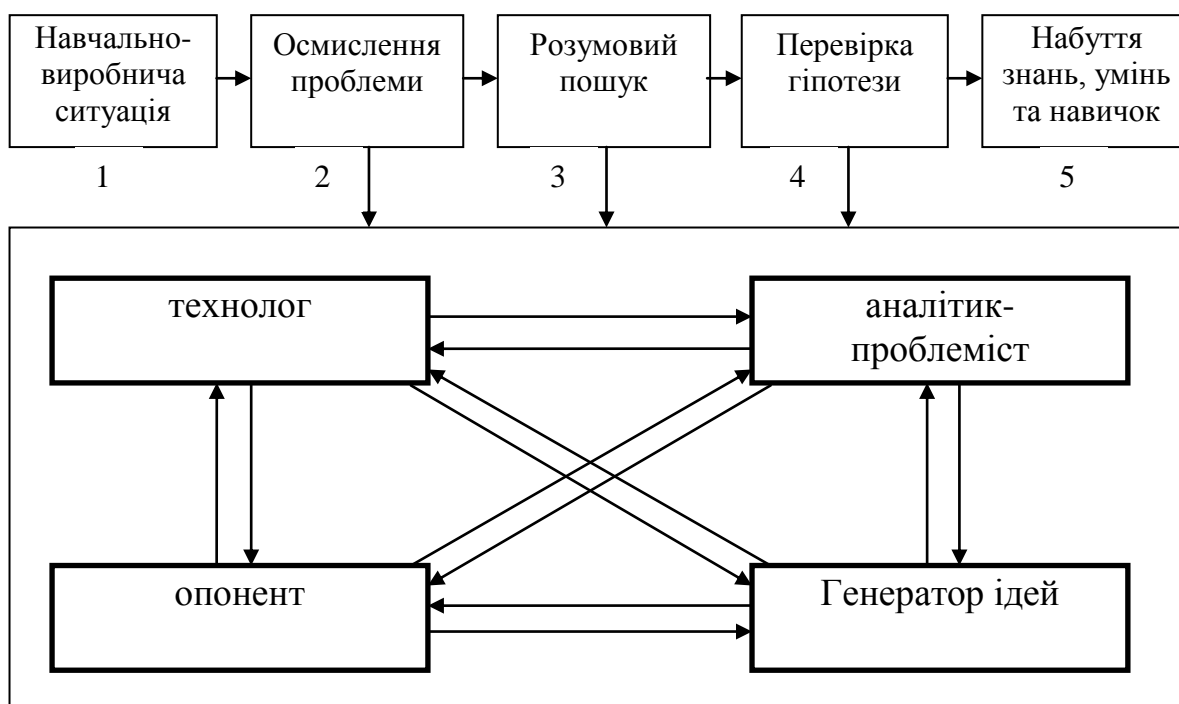 Навчально-
виробнича
ситуація
Осмислення
проблеми
Розумовий
пошук
Перевірка
гіпотези
Набуття
знань, умінь
та навичок
1
2
3
4
5
технолог
аналітик-
проблеміст
опонент
Генератор ідей